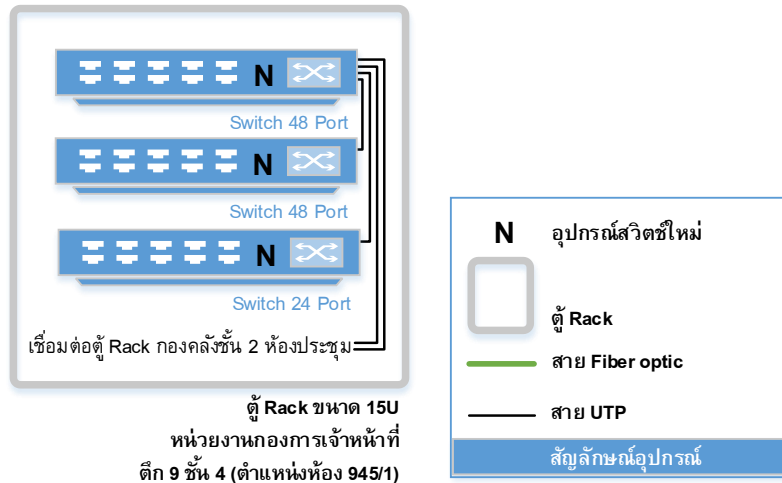 N
Switch 48 Port
N
Switch 48 Port
N
Switch 24 Port
เชื่อมต่อตู้ Rack กองคลังชั้น 2 ห้องประชุม
ตู้ Rack ขนาด 15U
หน่วยงานกองการเจ้าหน้าที่
ตึก 9 ชั้น 4 (ตำแหน่งห้อง 945/1)
N อุปกรณ์สวิตช์ใหม่
ตู้ Rack
สาย Fiber optic
สาย UTP
สัญลักษณ์อุปกรณ์